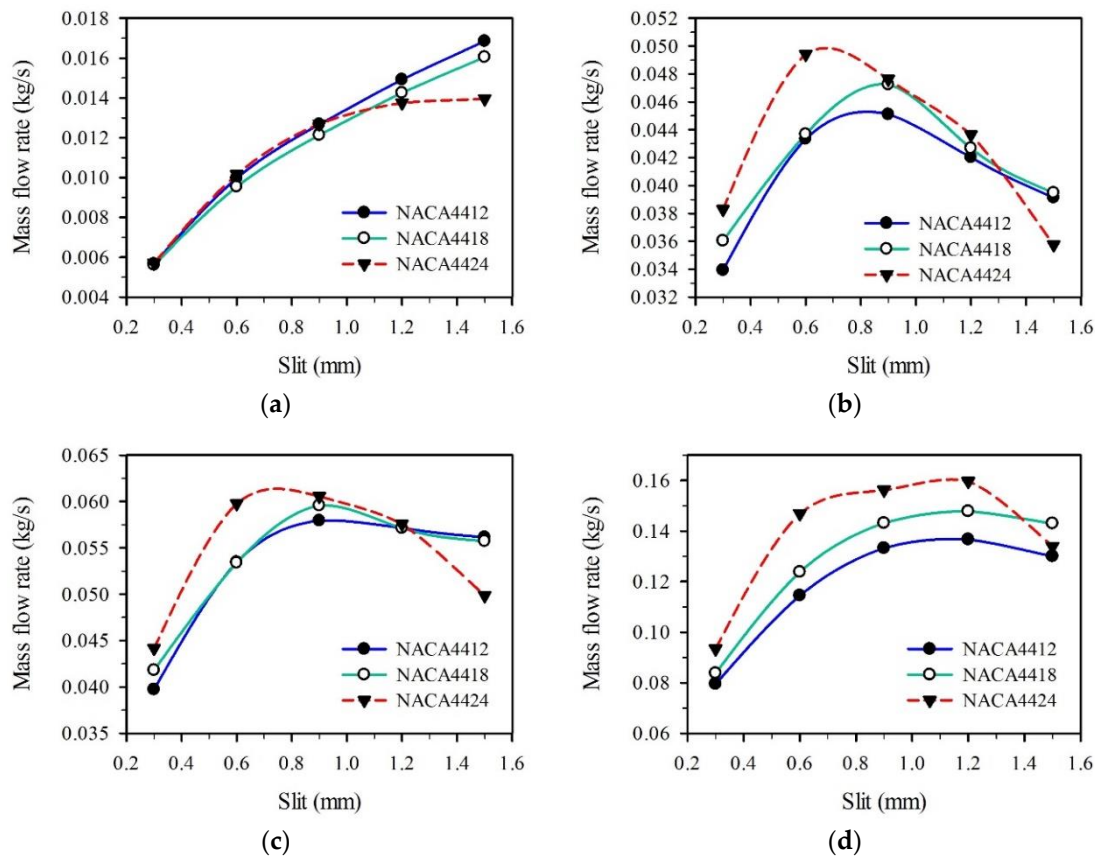 0.018
0.016
0.014
0.012
0.010
0.008
0.006
0.004
Mass flow rate (kg/s)
NACA4412
NACA4418
NACA4424
0.2 0.4 0.6 0.8 1.0 1.2 1.4 1.6
Slit (mm)
(a)
0.052
0.050
0.048
0.046
0.044
0.042
0.040
0.038
0.036
0.034
0.032
Mass flow rate (kg/s)
NACA4412
NACA4418
NACA4424
0.2 0.4 0.6 0.8 1.0 1.2 1.4 1.6
Slit (mm)
(b)
0.065
0.060
0.055
0.050
0.045
0.040
0.035
Mass flow rate (kg/s)
NACA4412
NACA4418
NACA4424
0.2 0.4 0.6 0.8 1.0 1.2 1.4 1.6
Slit (mm)
(c)
0.16
0.14
0.12
0.10
0.08
0.06
Mass flow rate (kg/s)
NACA4412
NACA4418
NACA4424
0.2 0.4 0.6 0.8 1.0 1.2 1.4 1.6
Slit (mm)
(d)